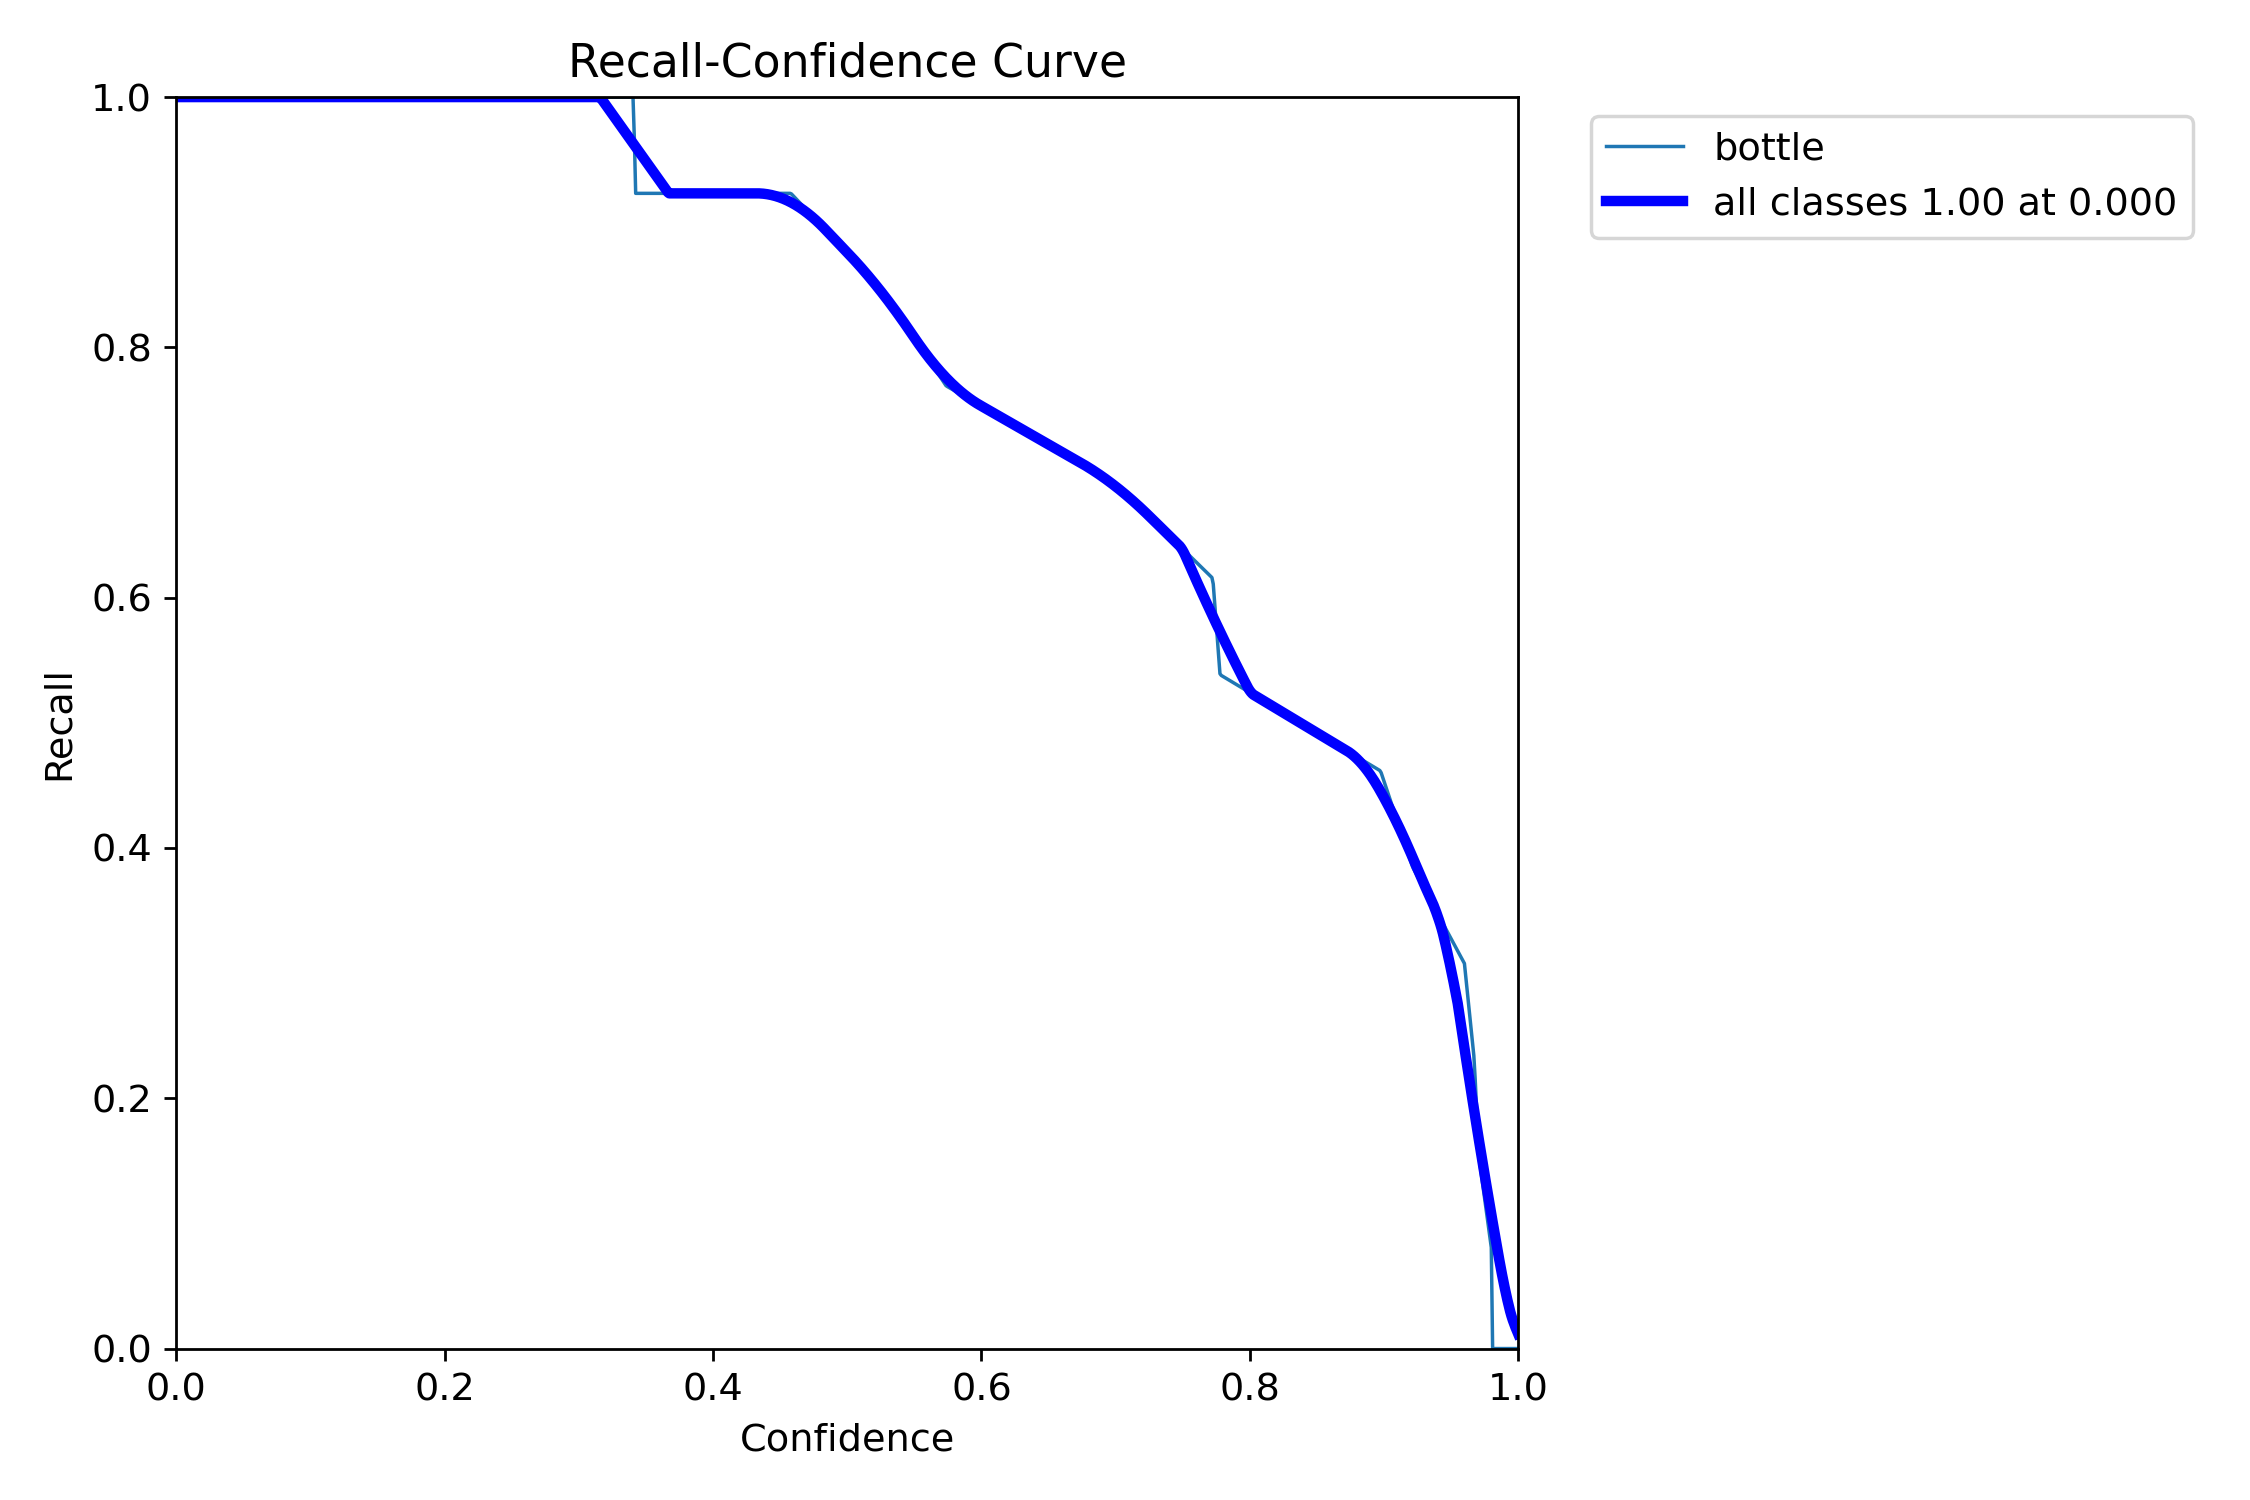 Recall-Confidence Curve
1.0
0.8
0.6
0.4
0.2
0.0
Recall
0.0 0.2 0.4 0.6 0.8 1.0
Confidence
bottle
all classes 1.00 at 0.000